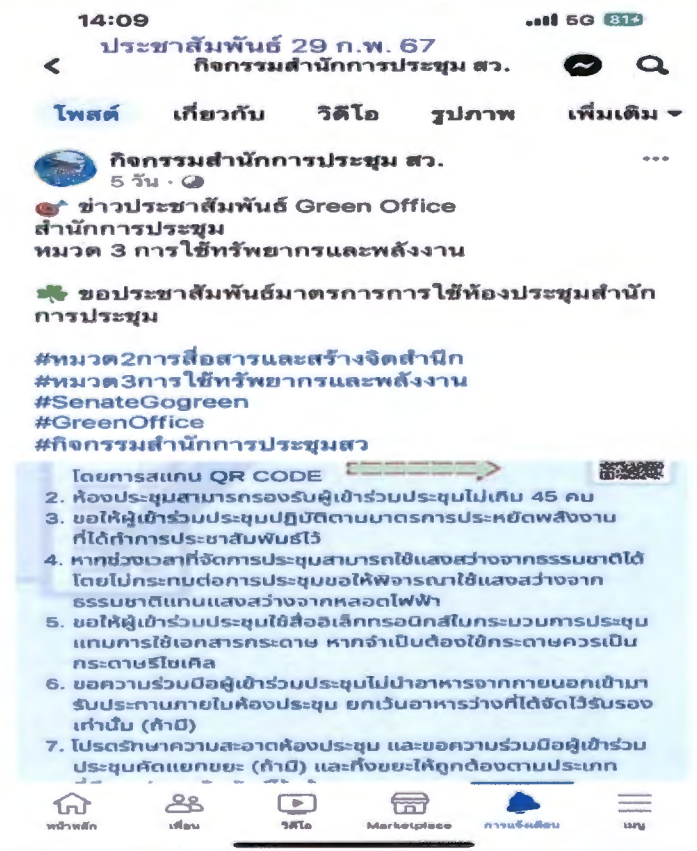 14:09
5G 81
ประชาสัมพันธ์ 29 ก.พ. 67
กิจกรรมสำนักการประชุม สว.
โพสต์ เกี่ยวกับ วิดีโอ รูปภาพ เพิ่มเติม
กิจกรรมสำนักการประชุม สว.
5 วัน ·
ข่าวประชาสัมพันธ์ Green Office
สำนักการประชุม
หมวด 3 การใช้ทรัพยากรและพลังงาน
ขอประชาสัมพันธ์มาตรการการใช้ห้องประชุมสำนัก
การประชุม
#หมวด2การสื่อสารและสร้างจิตสำนึก
#หมวด3การใช้ทรัพยากรและพลังงาน
#SenateGogreen
#GreenOffice
#กิจกรรมสำนักการประชุมสว
โดยการสแกน QR CODE
2. ห้องประชุมสามารถรองรับผู้เข้าร่วมประชุมไม่เกิน 45 คน
3. ขอให้ผู้เข้าร่วมประชุมปฏิบัติตามมาตรการประหยัดพลังงาน
ที่ได้ทำการประชาสัมพันธ์ไว้
4. หากช่วงเวลาที่จัดการประชุมสามารถใช้แสงสว่างจากธรรมชาติได้
โดยไม่กระทบต่อการประชุมขอให้พิจารณาใช้แสงสว่างจาก
ธรรมชาติแทนแสงสว่างจากหลอดไฟฟ้า
5. ขอให้ผู้เข้าร่วมประชุมใช้สื่ออิเล็กทรอนิกส์ในกระบวนการประชุม
แทนการใช้เอกสารกระดาษ หากจำเป็นต้องใช้กระดาษควรเป็น
กระดาษรีไซเคิล
6. ขอความร่วมมือผู้เข้าร่วมประชุมไม่นำอาหารจากภายนอกเข้ามา
รับประทานภายในห้องประชุม ยกเว้นอาหารว่างที่ได้จัดไว้รับรอง
เท่านั้น (ถ้ามี)
7. โปรดรักษาความสะอาดห้องประชุม และขอความร่วมมือผู้เข้าร่วม
ประชุมคัดแยกขยะ (ถ้ามี) และทิ้งขยะให้ถูกต้องตามประเภท
หน้าหลัก เพื่อน วิดีโอ Marketplace การแจ้งเตือน เมนู